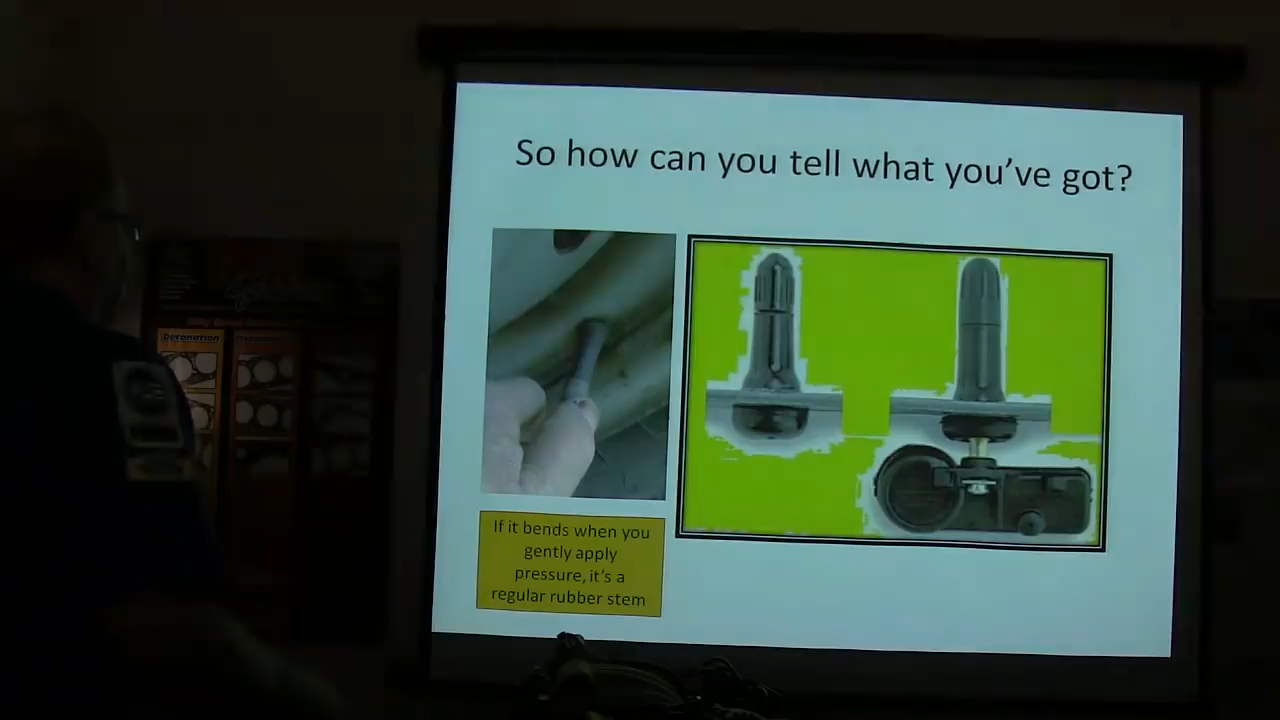 So how can you tell what you've got?
If it bends when you
gently apply
pressure, it's a
regular rubber stem
Detonation